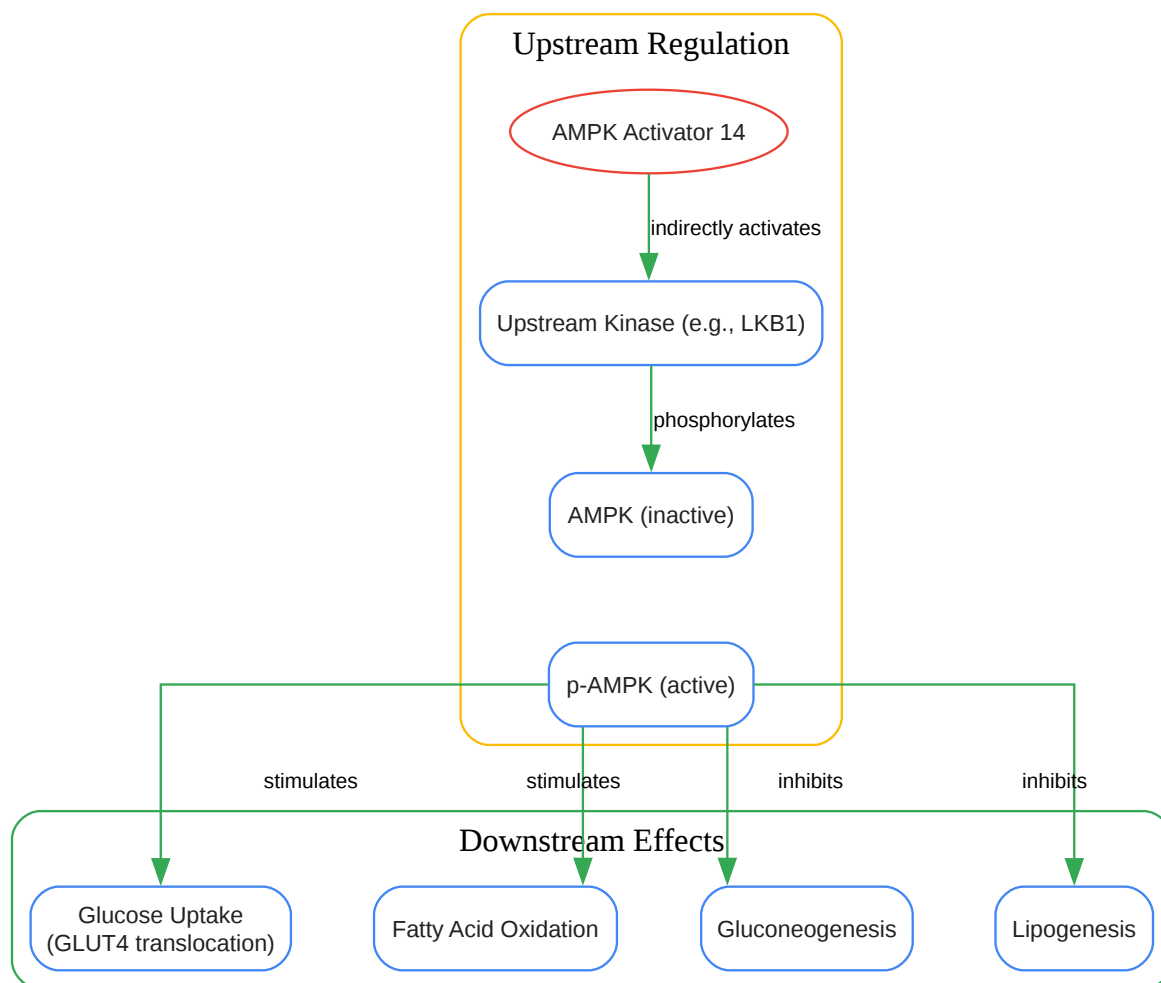 Upstream Regulation
AMPK Activator 14
indirectly activates
Upstream Kinase (e.g., LKB1)
phosphorylates
AMPK (inactive)
p-AMPK (active)
stimulates
stimulates
inhibits
inhibits
Downstream Effects
Glucose Uptake
(GLUT4 translocation)
Fatty Acid Oxidation
Gluconeogenesis
Lipogenesis